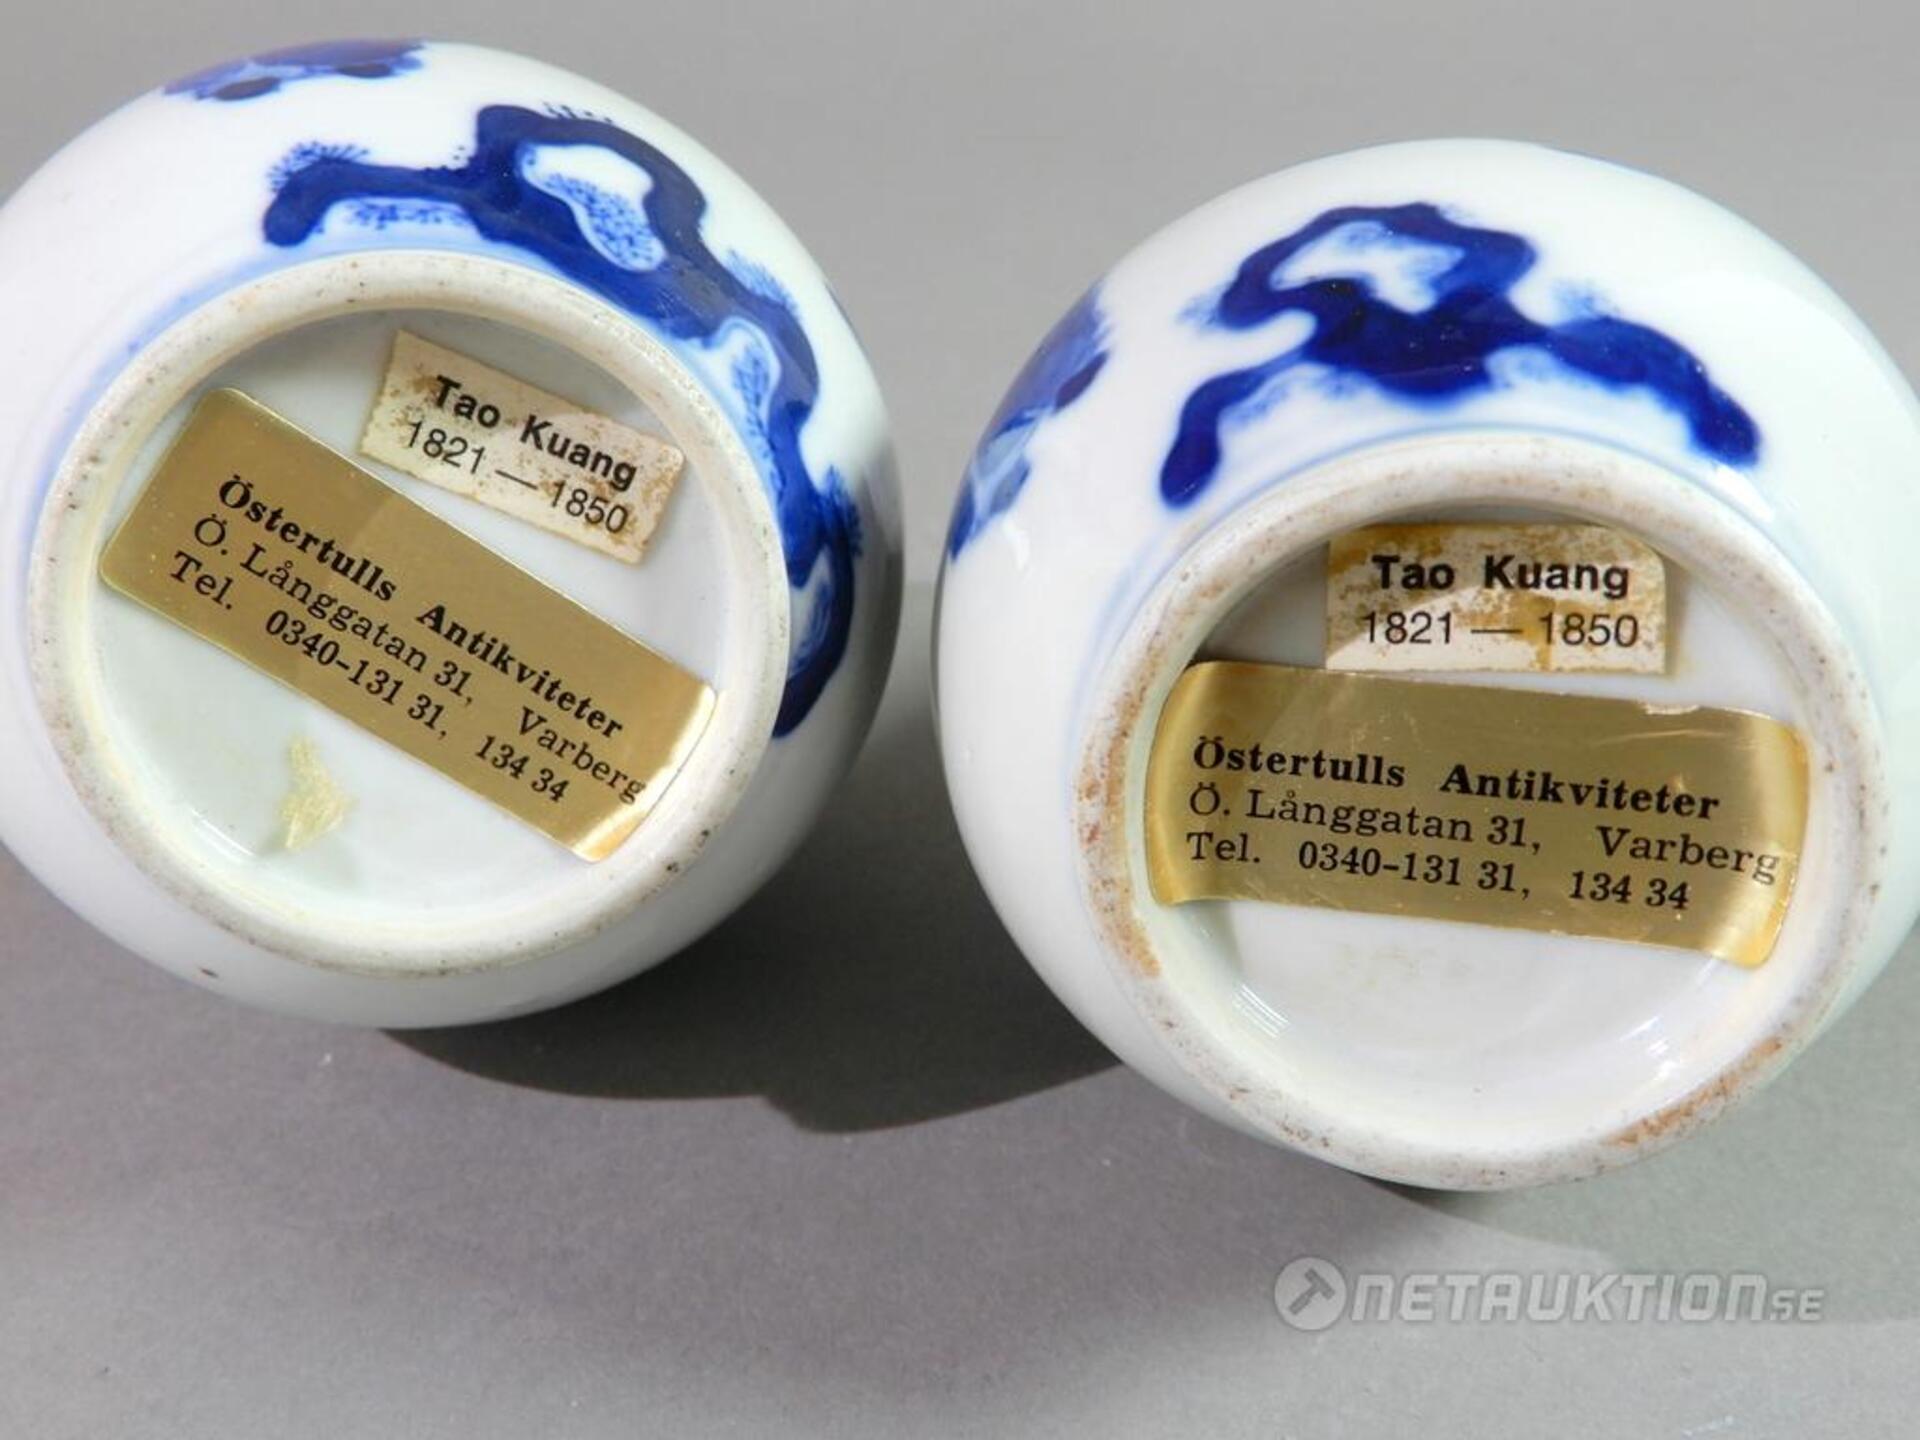 Tao Kuang
1821 — 1850
Östertulls Antikviteter
Ö. Långgatan 31, Varberg
Tel. 0340-131 31, 134 34
Tao Kuang
1821 — 1850
Östertulls Antikviteter
Ö. Långgatan 31, Varberg
Tel. 0340-131 31, 134 34
NETAUKTION.SE